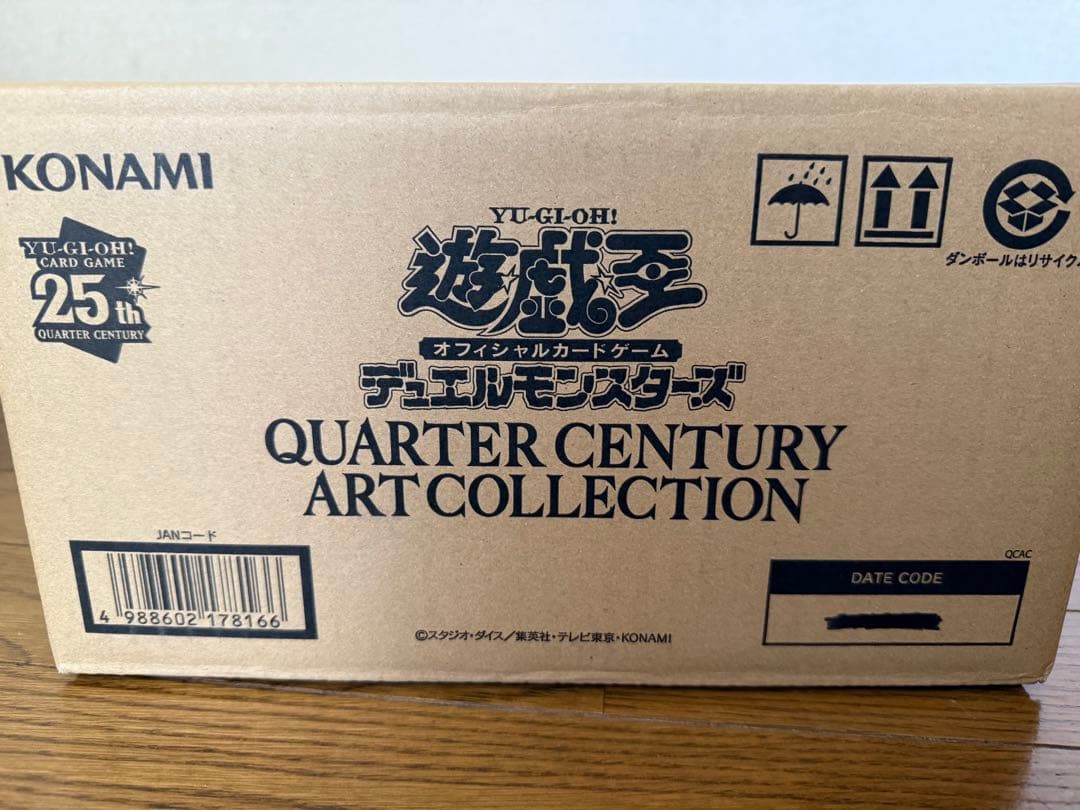 KONAMI
YU-GI-OH!
CARD GAME
25th
QUARTER CENTURY
YU-GI-OH!
遊戯王
オフィシャルカードゲーム
デュエルモンスターズ
QUARTER CENTURY
ART COLLECTION
ダンボールはリサイクル
JANコード
4 988602 178166
©スタジオ・ダイス/集英社・テレビ東京・KONAMI
QCAC
DATE CODE